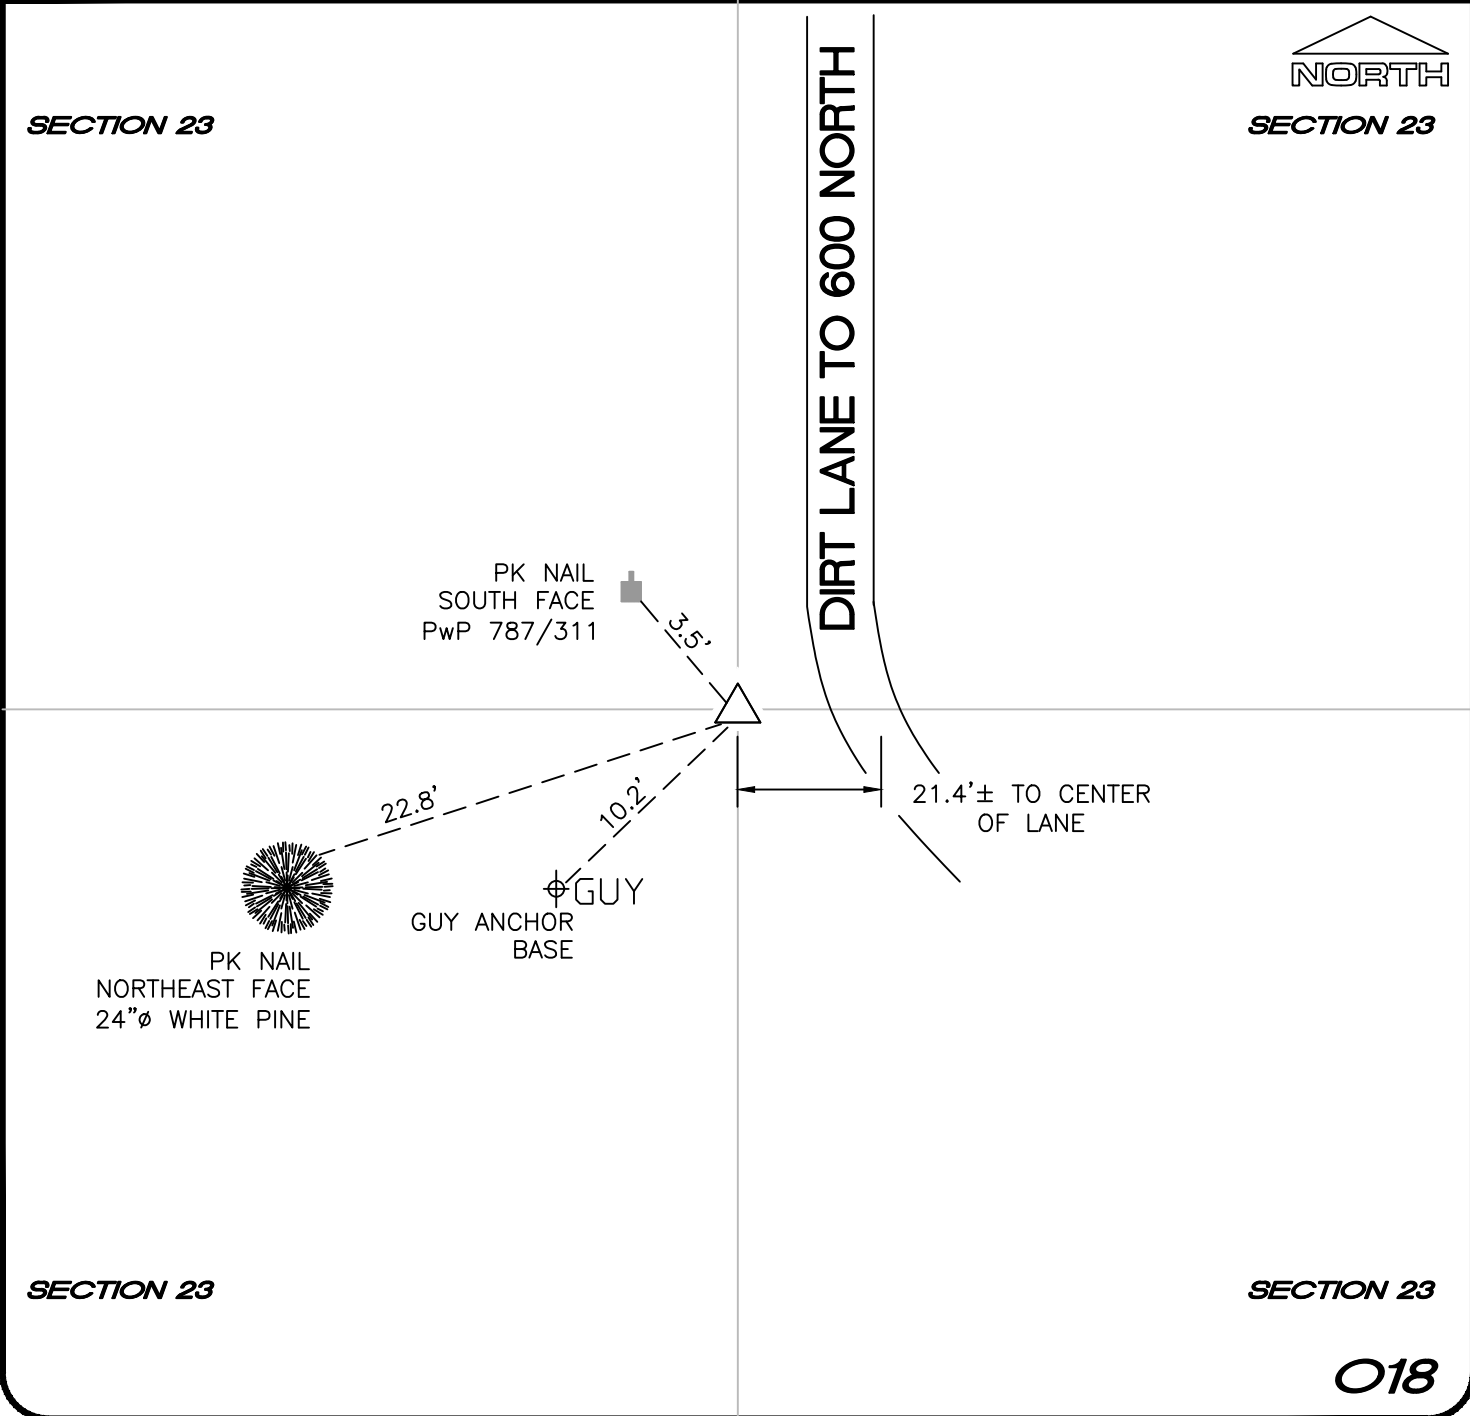 NORTH
SECTION 23
SECTION 23
DIRT LANE TO 600 NORTH
PK NAIL
SOUTH FACE
PwP 787/311
3.5’
22.8’
10.2’
21.4’± TO CENTER
OF LANE
GUY
GUY ANCHOR
BASE
PK NAIL
NORTHEAST FACE
24”ø WHITE PINE
SECTION 23
SECTION 23
018